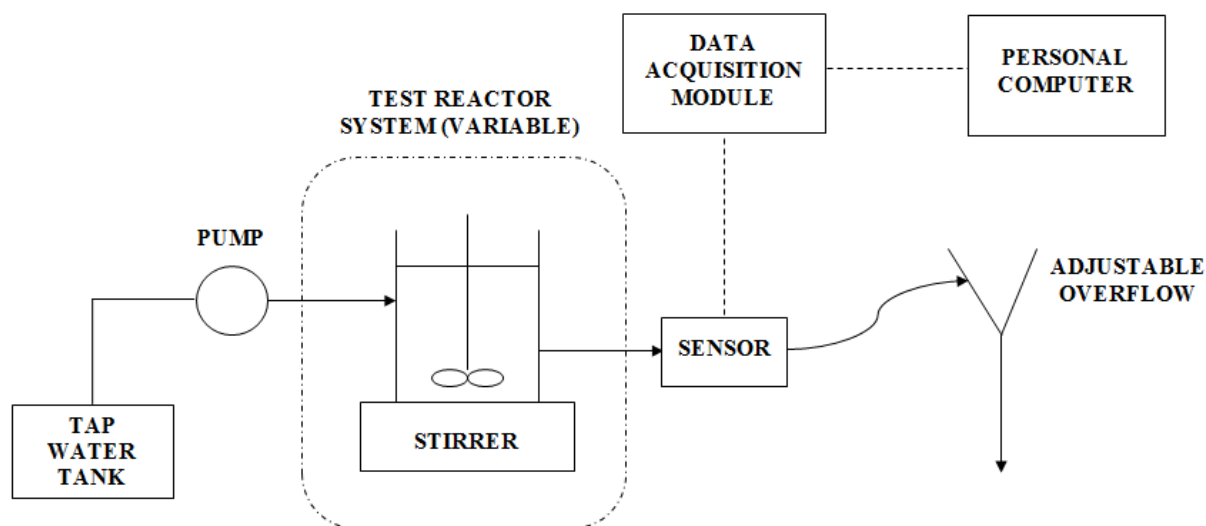 DATA
ACQUISITION
MODULE
PERSONAL
COMPUTER
TEST REACTOR
SYSTEM (VARIABLE)
PUMP
ADJUSTABLE
OVERFLOW
SENSOR
TAP
WATER
TANK
STIRRER